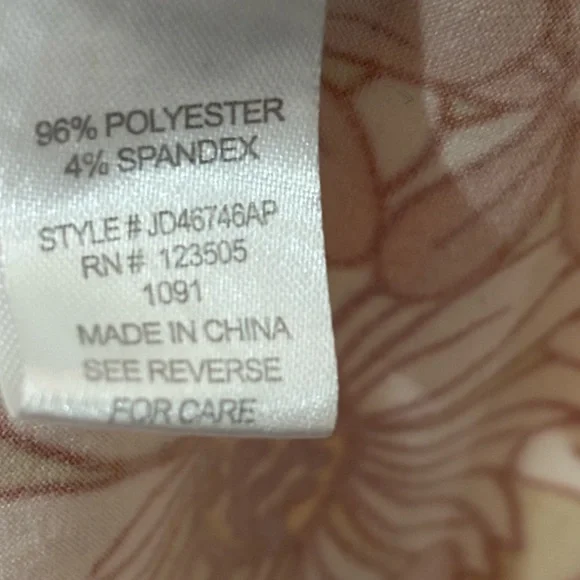 96% POLYESTER
4% SPANDEX
STYLE # JD46746AP
RN # 123505
1091
MADE IN CHINA
SEE REVERSE
FOR CARE